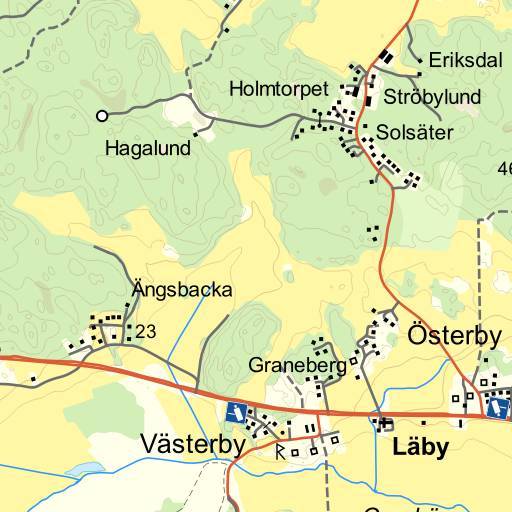 Eriksdal
Holmtorpet
Ströbylund
Solsäter
Hagalund
46
Ängsbacka
23
Österby
Graneberg
Västerby
Läby
R